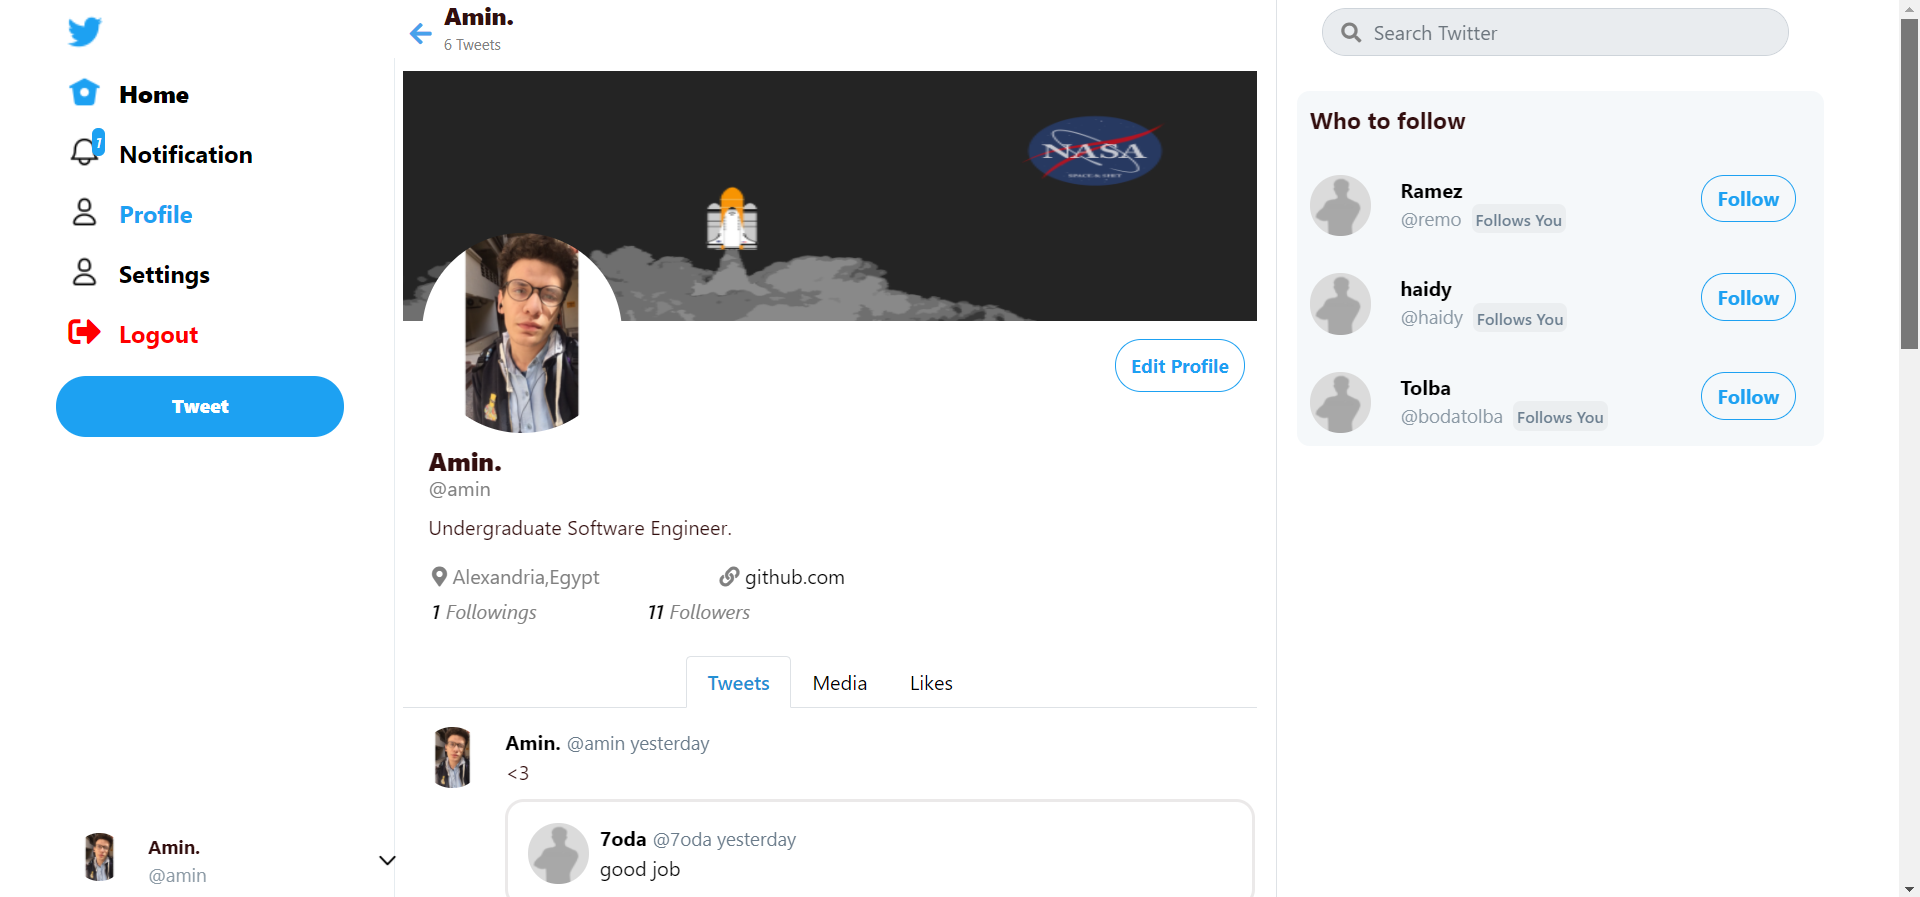 Home
1
Notification
Profile
Settings
Logout
Tweet
Amin.
@amin
Amin.
6 Tweets
NASA
Edit Profile
Amin.
@amin
Undergraduate Software Engineer.
Alexandria,Egypt github.com
1 Followings 11 Followers
Tweets Media Likes
Amin. @amin yesterday
<3
7oda @7oda yesterday
good job
Search Twitter
Who to follow
Ramez
@remo Follows You
Follow
haidy
@haidy Follows You
Follow
Tolba
@bodatolba Follows You
Follow